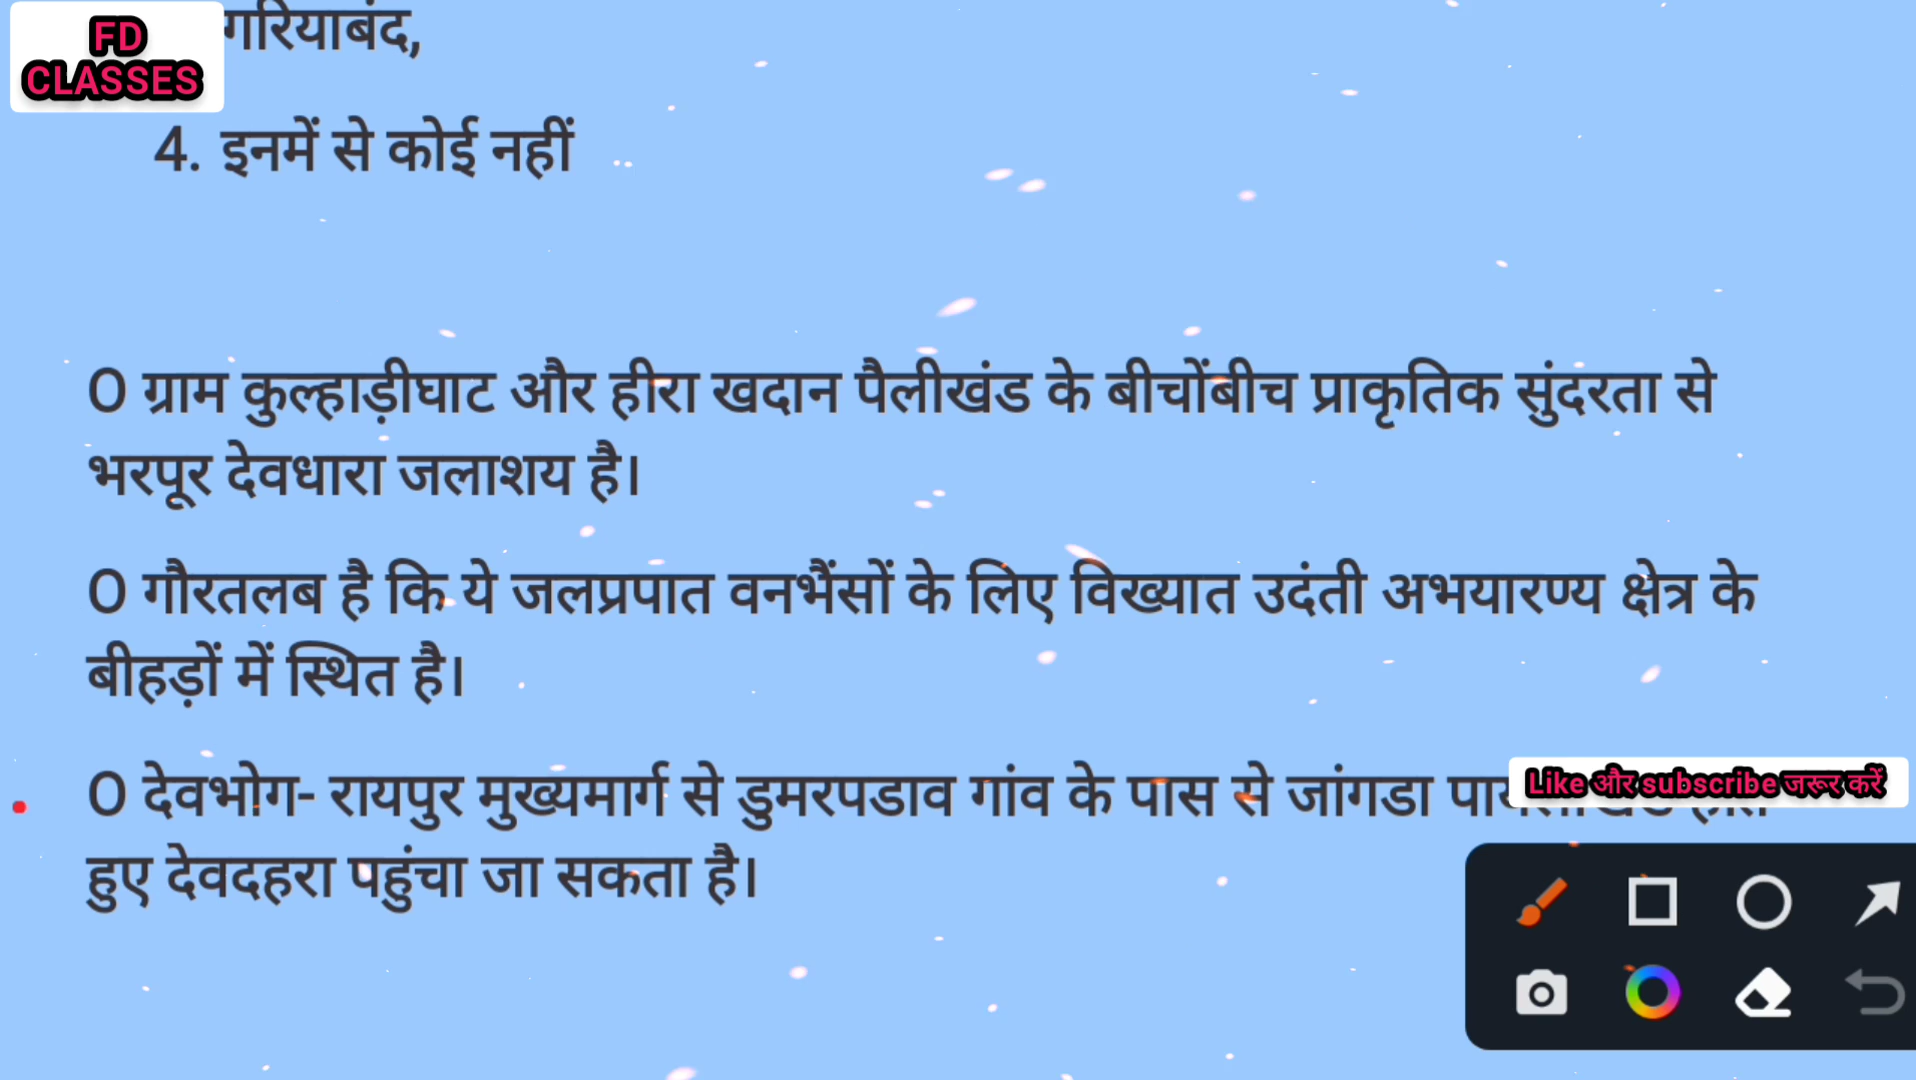 FD
CLASSES
गरियाबंद,
4. इनमें से कोई नहीं
O ग्राम कुल्हाड़ीघाट और हीरा खदान पैलीखंड के बीचोंबीच प्राकृतिक सुंदरता से
भरपूर देवधारा जलाशय है।
O गौरतलब है कि ये जलप्रपात वनभैंसों के लिए विख्यात उदंती अभयारण्य क्षेत्र के
बीहड़ों में स्थित है।
O देवभोग- रायपुर मुख्यमार्ग से डुमरपडाव गांव के पास से जांगडा
Like और subscribe जरूर करें
हुए देवदहरा पहुंचा जा सकता है।